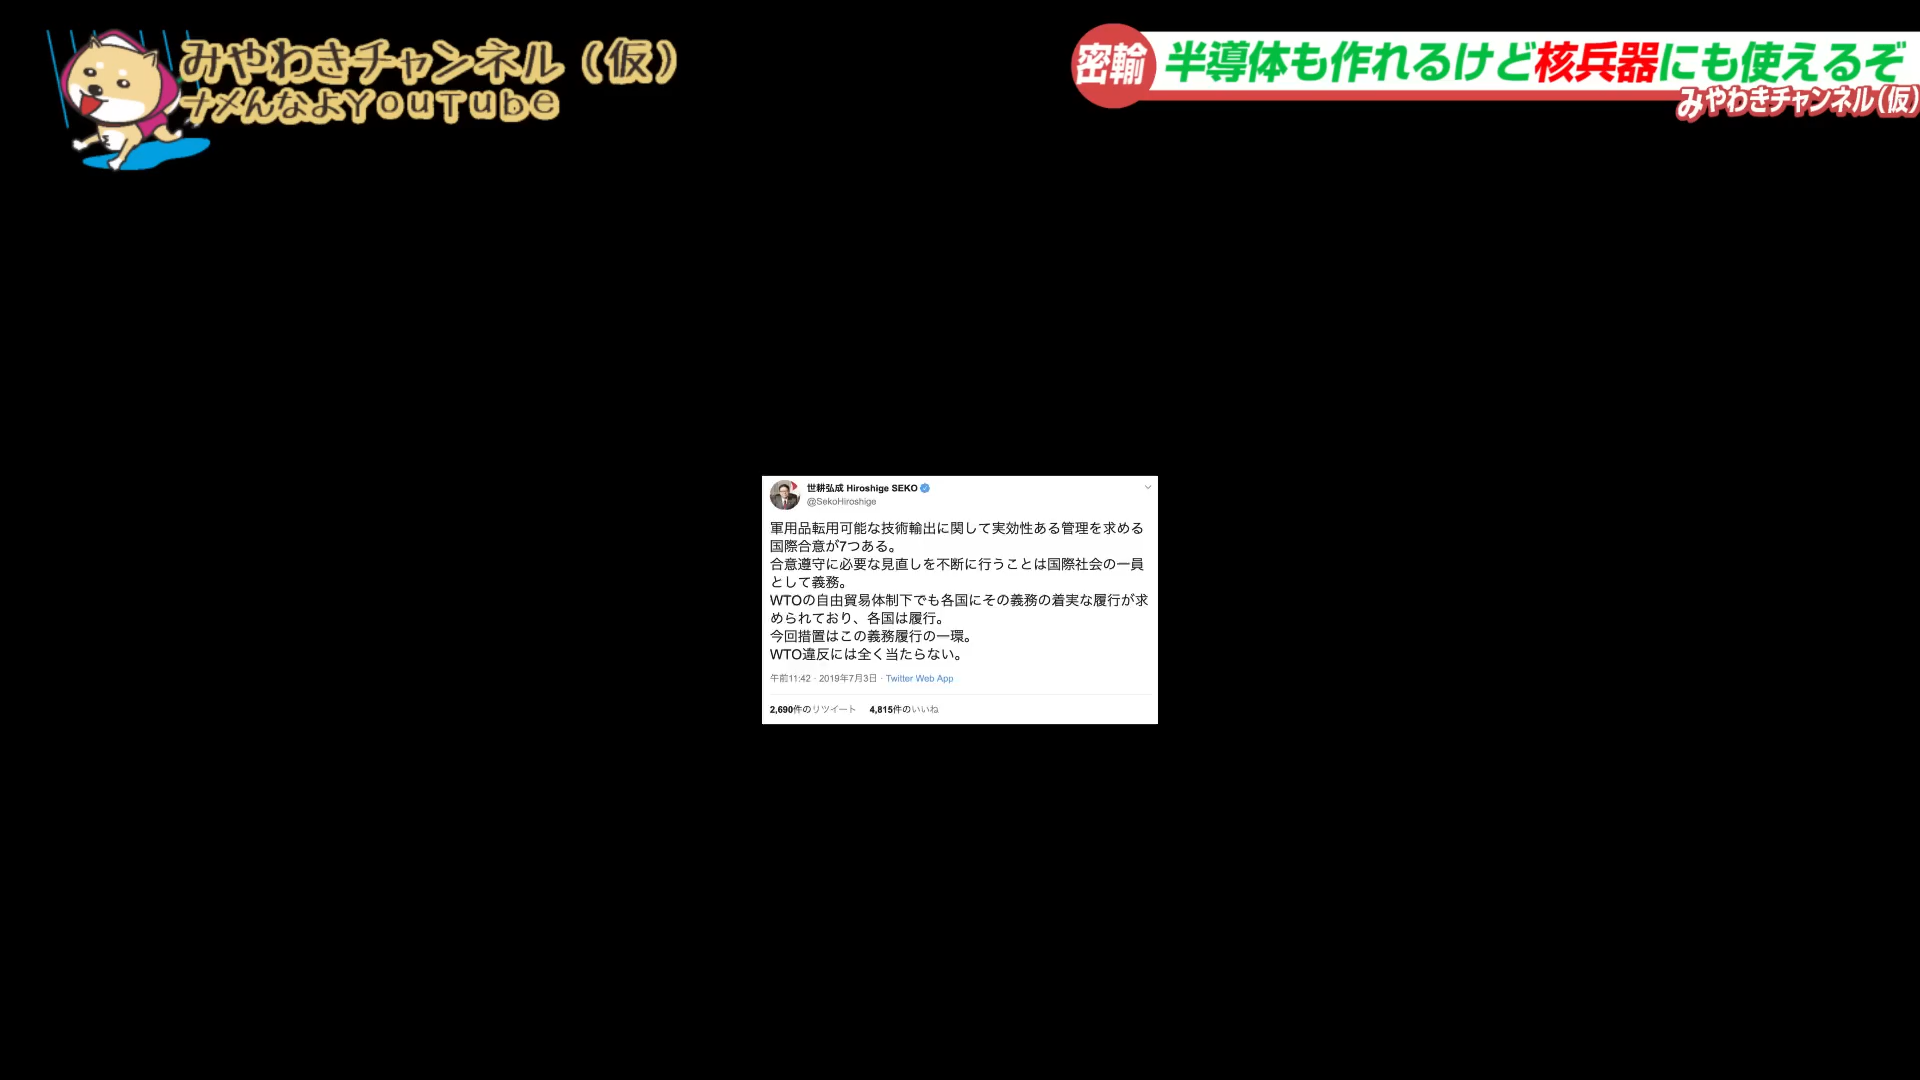 みやわきチャンネル（仮）
ナメんなよYouTube
密輸
半導体も作れるけど核兵器にも使えるぞ
みやわきチャンネル（仮）
世耕弘成 Hiroshige SEKO
@SekoHiroshige
軍用品転用可能な技術輸出に関して実効性ある管理を求める
国際合意が7つある。
合意遵守に必要な見直しを不断に行うことは国際社会の一員
として義務。
WTOの自由貿易体制下でも各国にその義務の着実な履行が求
められており、各国は履行。
今回措置はこの義務履行の一環。
WTO違反には全く当たらない。
午前11:42 · 2019年7月3日 · Twitter Web App
2,690件のリツイート 4,815件のいいね